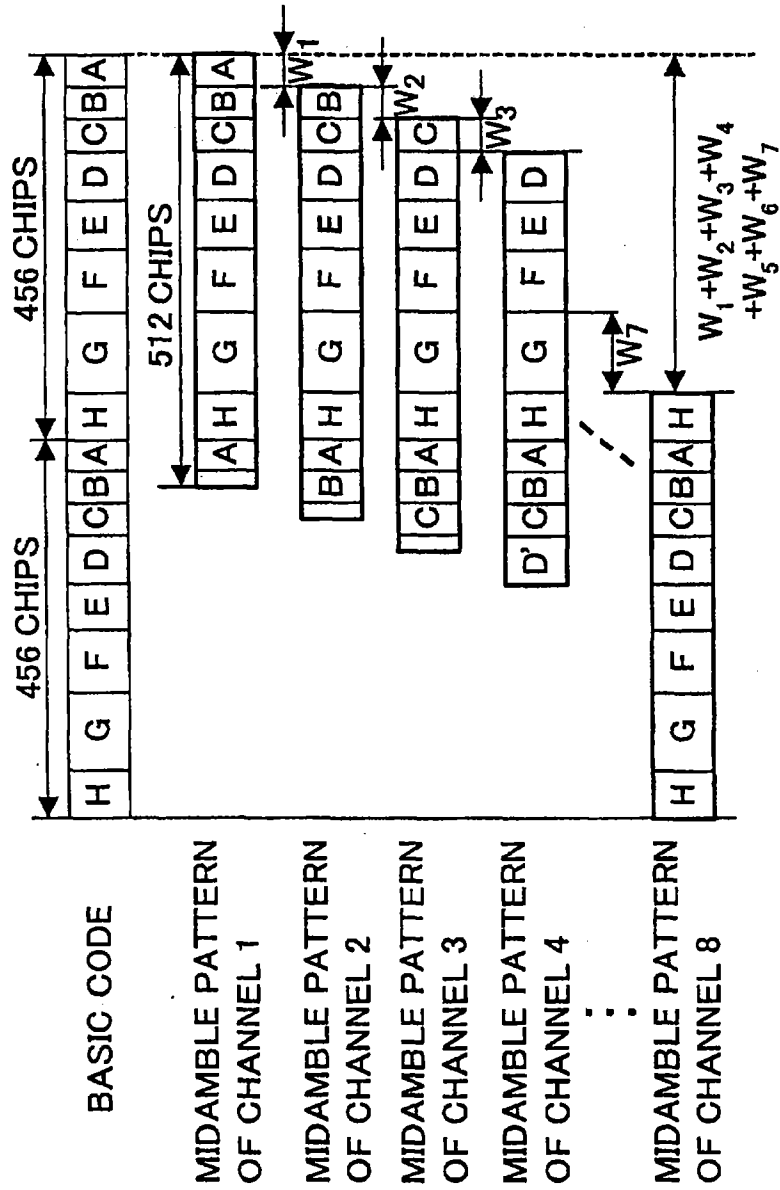 456 CHIPS 456 CHIPS
BASIC CODE H G F E D C B A H G F E D C B A
512 CHIPS
MIDAMBLE PATTERN
OF CHANNEL 1
A H G F E D C B A
W1
MIDAMBLE PATTERN
OF CHANNEL 2
B A H G F E D C B
W2
MIDAMBLE PATTERN
OF CHANNEL 3
C B A H G F E D C
W3
MIDAMBLE PATTERN
OF CHANNEL 4
D' C B A H G F E D
W7
MIDAMBLE PATTERN
OF CHANNEL 8
H G F E D C B A H
W1+W2+W3+W4
+W5+W6+W7